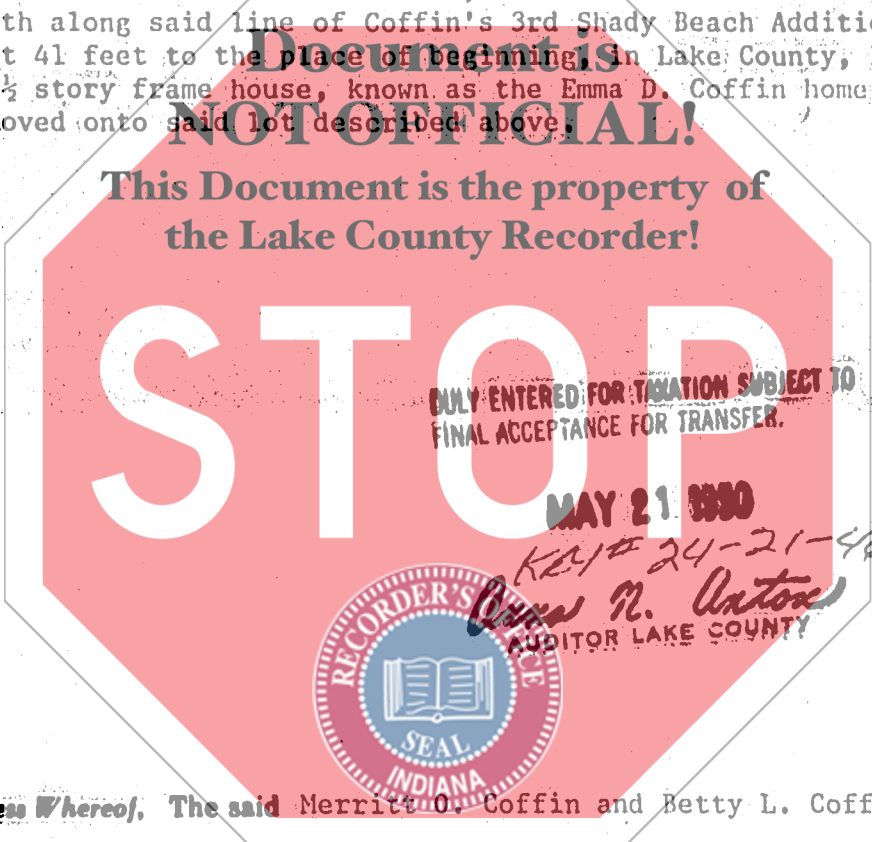 th along said line of Coffin's 3rd Shady Beach Additi
t 41 feet to the place of beginning, in Lake County,
½ story frame house, known as the Emma D. Coffin home
oved onto said lot described above.
Document is
NOT OFFICIAL!
This Document is the property of
the Lake County Recorder!
STOP
DULY ENTERED FOR TAXATION SUBJECT TO
FINAL ACCEPTANCE FOR TRANSFER.
MAY 21 1990
KEY# 24-21-4
N. Anton
AUDITOR LAKE COUNTY
RECORDER'S OFFICE
SEAL
INDIANA
ess Whereof, The said Merritt O. Coffin and Betty L. Coff